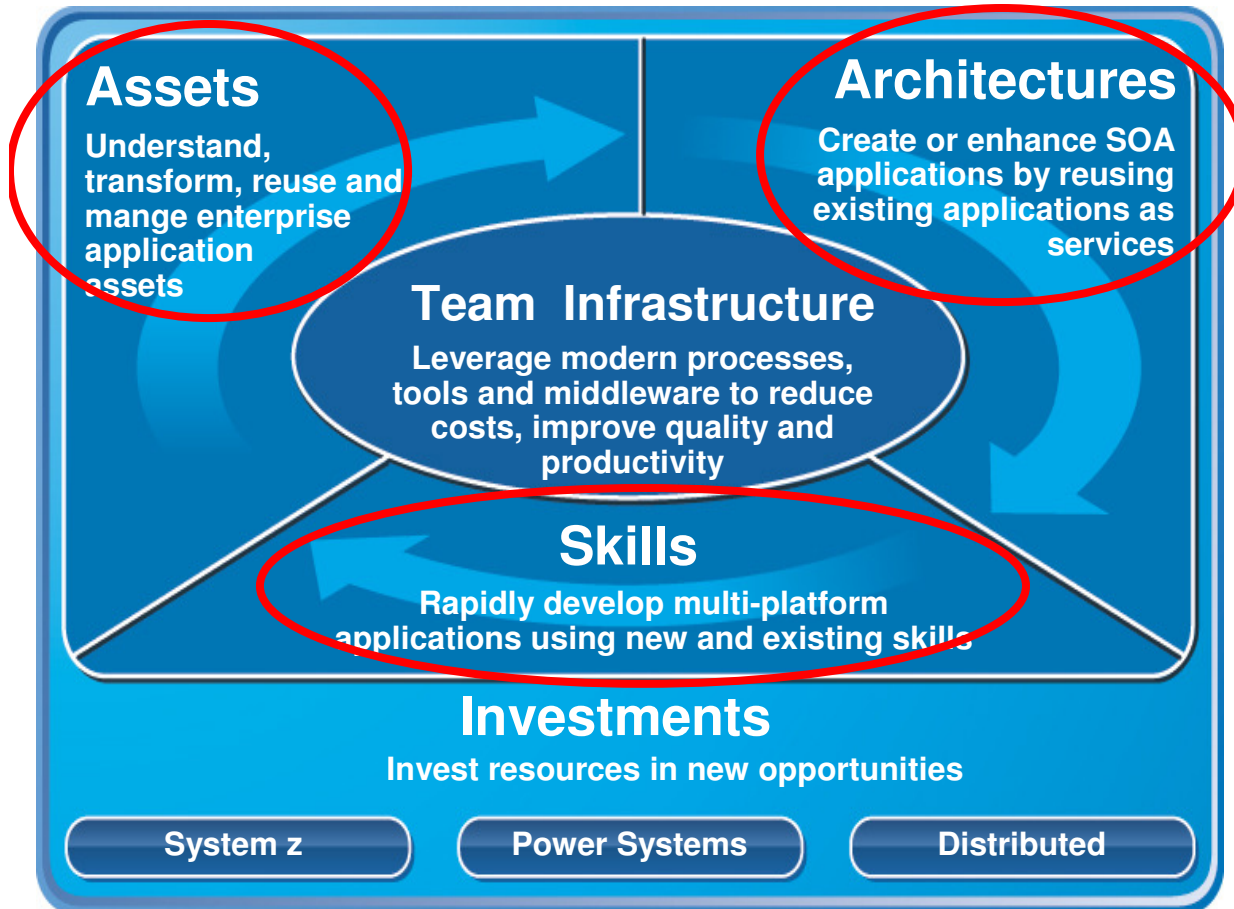 Assets
Understand,
transform, reuse and
mange enterprise
application
assets
Architectures
Create or enhance SOA
applications by reusing
existing applications as
services
Team Infrastructure
Leverage modern processes,
tools and middleware to reduce
costs, improve quality and
productivity
Skills
Rapidly develop multi-platform
applications using new and existing skills
Investments
Invest resources in new opportunities
System z
Power Systems
Distributed